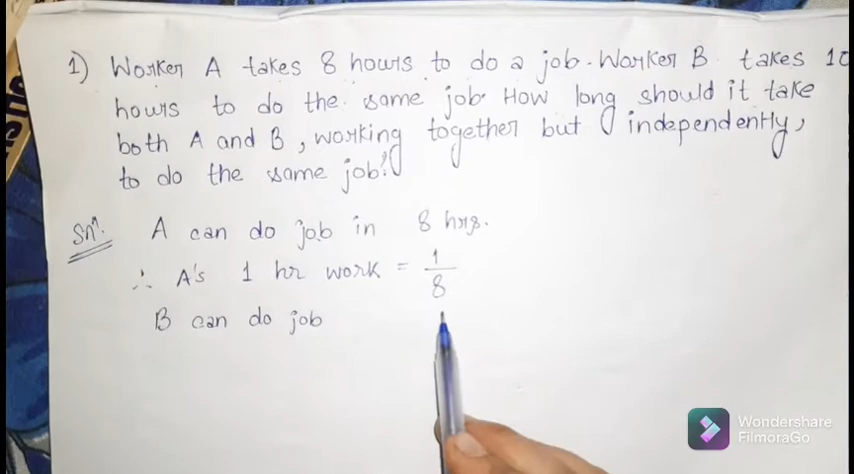 1) Worker A takes 8 hours to do a job. Worker B takes 10
hours to do the same job. How long should it take
both A and B, working together but independently,
to do the same job?
Sn. A can do job in 8 hrs.
∴ A's 1 hr work = 1/8
B can do job
Wondershare
FilmoraGo